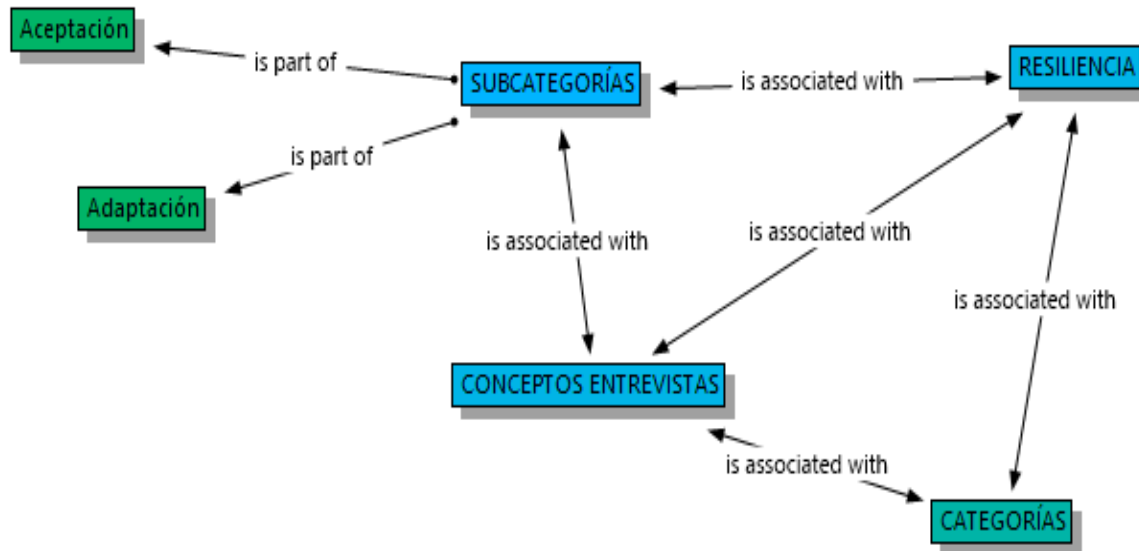 Aceptación
is part of
SUBCATEGORÍAS
is associated with
RESILIENCIA
is part of
Adaptación
is associated with
is associated with
is associated with
CONCEPTOS ENTREVISTAS
is associated with
CATEGORÍAS